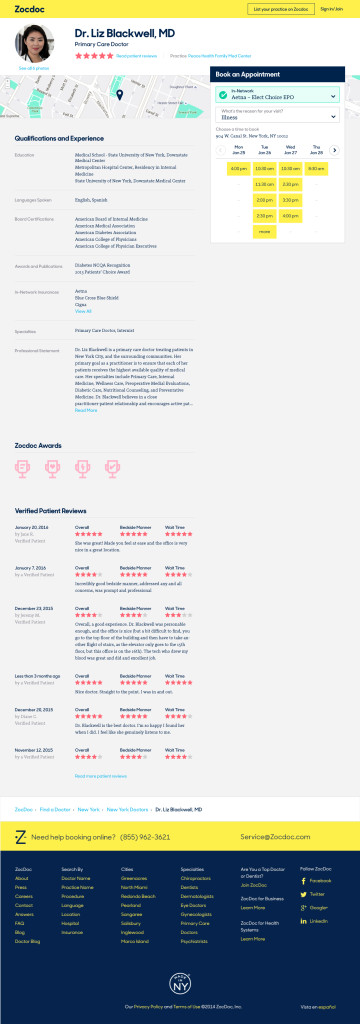 Zocdoc
List your practice on Zocdoc
Sign In/Join
Dr. Liz Blackwell, MD
Primary Care Doctor
Read patient reviews
Practice
See all 4 photos
Book an Appointment
In-Network
Aetna - Elect Choice EPO
What's the reason for your visit?
Illness
Choose a time to book
New York, NY 10012
Mon Tue Wed Thu
Jan 25 Jan 26 Jan 27 Jan 28
4:00 pm 10:30 am 10:30 am 8:30 am
11:30 am 2:30 pm
2:00 pm 3:30 pm
2:30 pm 4:00 pm
more
Qualifications and Experience
Education
Medical School - State University of New York, Downstate
Medical Center
Metropolitan Hospital Center, Residency in Internal
Medicine
State University of New York, Downstate Medical Center
Languages Spoken
English, Spanish
Board Certifications
American Board of Internal Medicine
American Medical Association
American Diabetes Association
American College of Physicians
American College of Physician Executives
Awards and Publications
Diabetes NCQA Recognition
2015 Patients' Choice Award
In-Network Insurances
Aetna
Blue Cross Blue Shield
Cigna
View All
Specialties
Primary Care Doctor, Internist
Professional Statement
Dr. Liz Blackwell is a primary care doctor treating patients in
New York City, and the surrounding communities. Her
primary goal as a practitioner is to ensure that each of her
patients receives the highest available quality of medical
care. Her specialties include Primary Care, Internal
Medicine, Wellness Care, Preoperative Medical Evaluations,
Diabetic Care, Nutritional Counseling, and Preventative
Medicine. Dr. Blackwell believes in a close
practitioner-patient relationship and encourages active pat...
Read More
Zocdoc Awards
Verified Patient Reviews
January 20, 2016 Overall Bedside Manner Wait Time
Verified Patient
She was great! Made you feel at ease and the office is very
nice in a great location.
January 7, 2016 Overall Bedside Manner Wait Time
by a Verified Patient
Incredibly good bedside manner, addressed any and all
concerns, was prompt and professional.
December 23, 2015 Overall Bedside Manner Wait Time
Verified Patient
Overall, a good experience. Dr. Blackwell was personable
enough, and the office is nice (but a bit difficult to find, you
go to the top floor of the building and then have to take an
other flight of stairs, as the elevator only goes to the 15th
floor, but this office is on the 16th). The tech who drew my
blood was great and did and excellent job.
Less than 3 months ago Overall Bedside Manner Wait Time
by a Verified Patient
Nice doctor. Straight to the point. I was in and out.
December 20, 2015 Overall Bedside Manner Wait Time
Verified Patient
Dr. Blackwell is the best doctor. I'm so happy I found her
when I did. I feel like she genuinely listens to me.
November 12, 2015 Overall Bedside Manner Wait Time
by a Verified Patient
Read more patient reviews
ZocDoc › Find a Doctor › New York › New York Doctors › Dr. Liz Blackwell, MD
Need help booking online? (855) 962-3621
Service@Zocdoc.com
ZocDoc
About
Press
Careers
Contact
Answers
FAQ
Blog
Doctor Blog
Search By
Doctor Name
Practice Name
Procedure
Language
Location
Hospital
Insurance
Cities
Greenacres
North Miami
Redondo Beach
Pearland
Sangaree
Salisbury
Inglewood
Marco Island
Specialties
Chiropractors
Dentists
Dermatologists
Eye Doctors
Gynecologists
Primary Care
Doctors
Psychiatrists
Are You a Top Doctor
or Dentist?
Join ZocDoc
ZocDoc for Business
Learn More
ZocDoc for Health
Systems
Learn More
Follow ZocDoc
Facebook
Twitter
Google+
LinkedIn
MADE IN
NY
Our Privacy Policy and Terms of Use ©2014 ZocDoc, Inc.
Vista en español